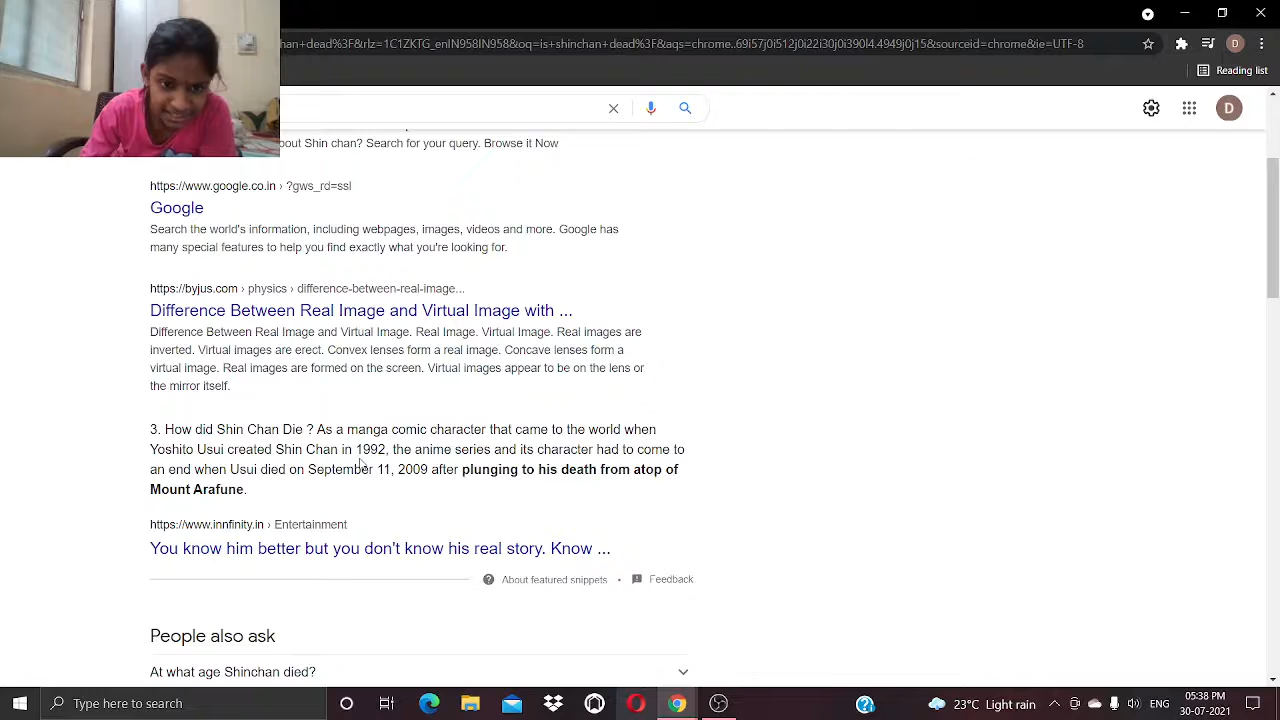 n+dead%3F&rlz=1C1ZKTG_enIN958IN958&oq=is+shinchan+dead%3F&aqs=chrome..69i57j0i512j0i22i30j0i390l4.4949j0j15&sourceid=chrome&ie=UTF-8
D
Reading list
D
bout Shin chan? Search for your query. Browse it Now
https://www.google.co.in › ?gws_rd=ssl
Google
Search the world's information, including webpages, images, videos and more. Google has
many special features to help you find exactly what you're looking for.
https://byjus.com › physics › difference-between-real-image...
Difference Between Real Image and Virtual Image with ...
Difference Between Real Image and Virtual Image. Real Image. Virtual Image. Real images are
inverted. Virtual images are erect. Convex lenses form a real image. Concave lenses form a
virtual image. Real images are formed on the screen. Virtual images appear to be on the lens or
the mirror itself.
3. How did Shin Chan Die ? As a manga comic character that came to the world when
Yoshito Usui created Shin Chan in 1992, the anime series and its character had to come to
an end when Usui died on September 11, 2009 after plunging to his death from atop of
Mount Arafune.
https://www.innfinity.in › Entertainment
You know him better but you don't know his real story. Know ...
About featured snippets • Feedback
People also ask
At what age Shinchan died?
Type here to search
23°C Light rain
ENG
05:38 PM
30-07-2021